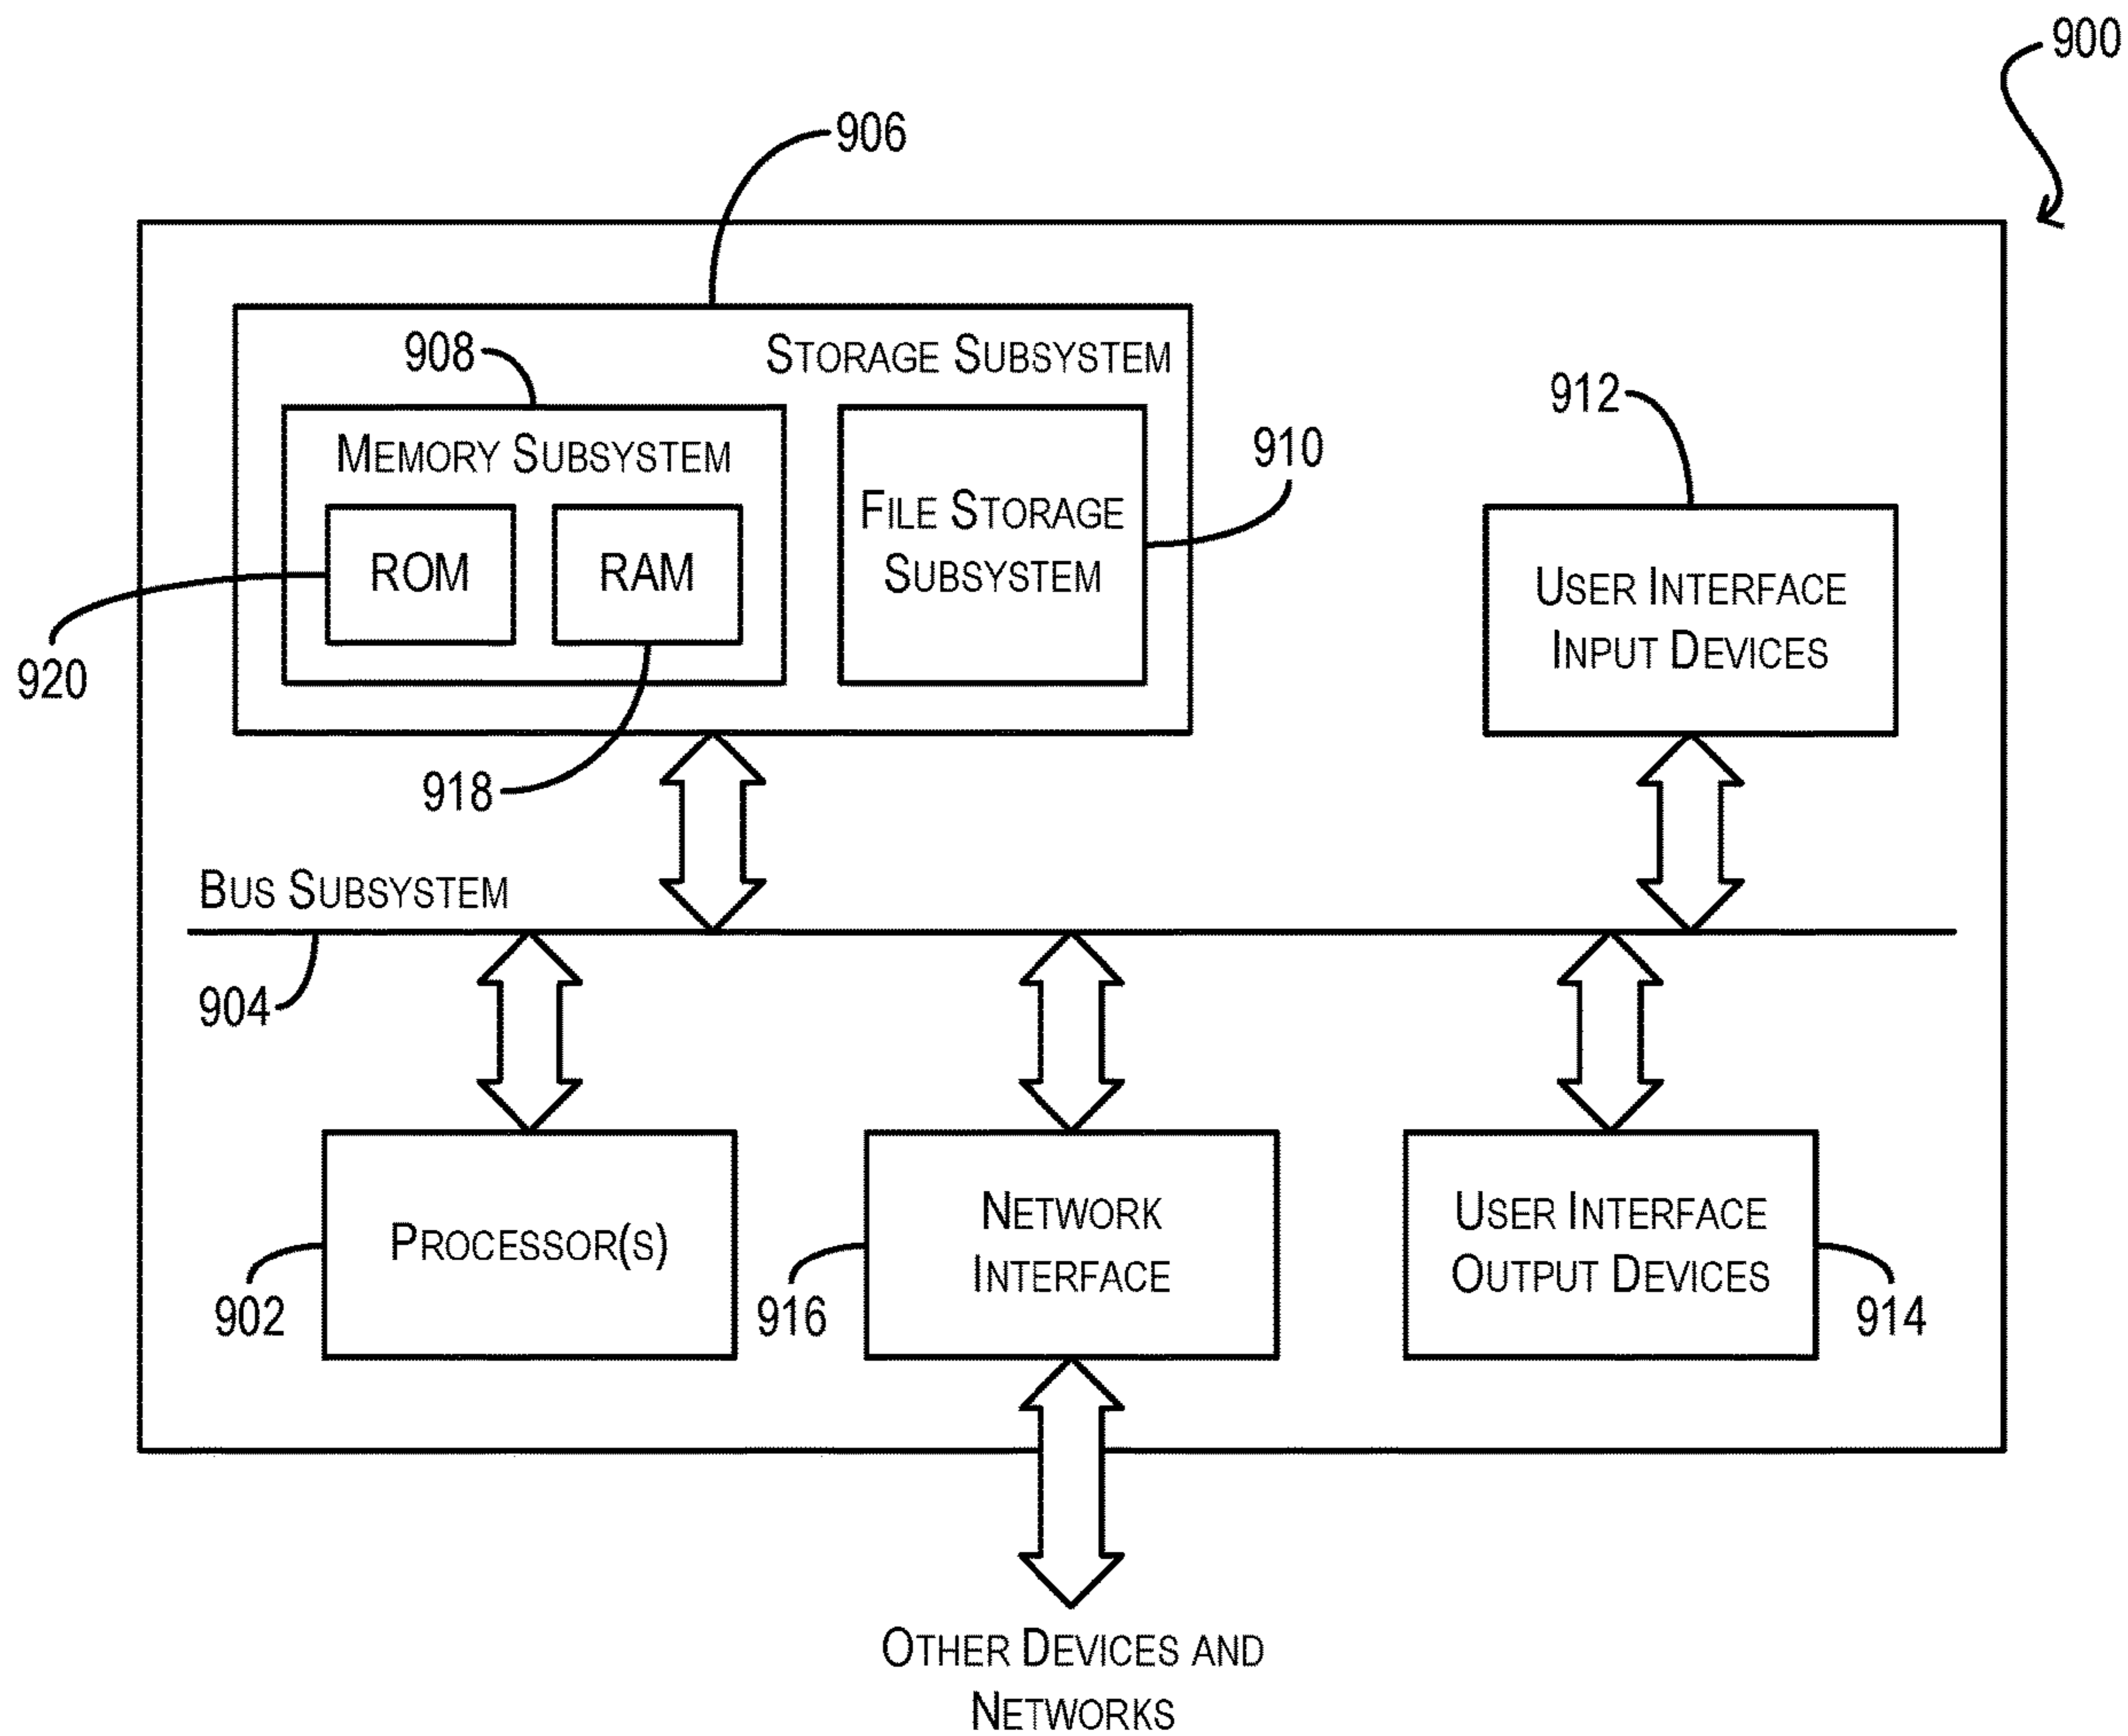 900
906
908
STORAGE SUBSYSTEM
912
MEMORY SUBSYSTEM
910
FILE STORAGE
SUBSYSTEM
ROM
RAM
USER INTERFACE
INPUT DEVICES
920
918
BUS SUBSYSTEM
904
PROCESSOR(S)
NETWORK
INTERFACE
USER INTERFACE
OUTPUT DEVICES
902
916
914
OTHER DEVICES AND
NETWORKS